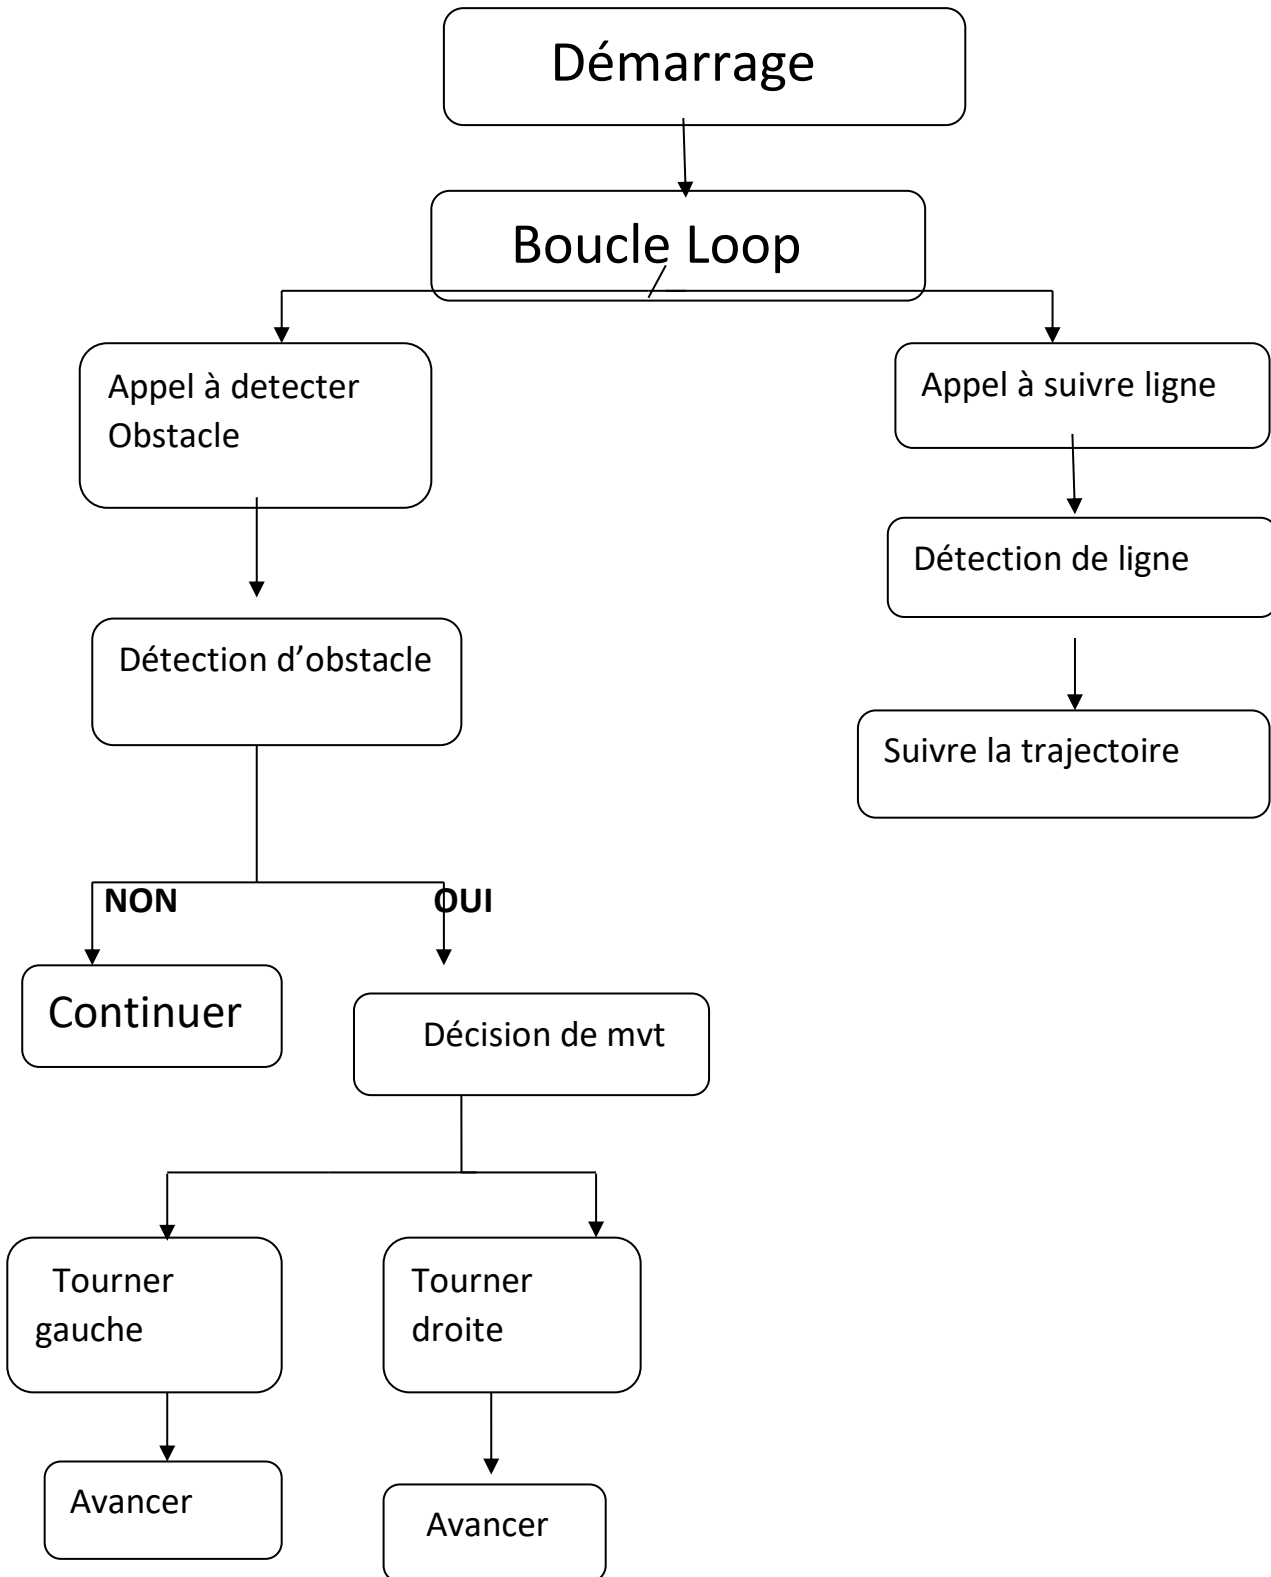 Démarrage
Boucle Loop
Appel à detecter
Obstacle
Appel à suivre ligne
Détection de ligne
Détection d’obstacle
Suivre la trajectoire
NON
OUI
Continuer
Décision de mvt
Tourner
gauche
Tourner
droite
Avancer
Avancer